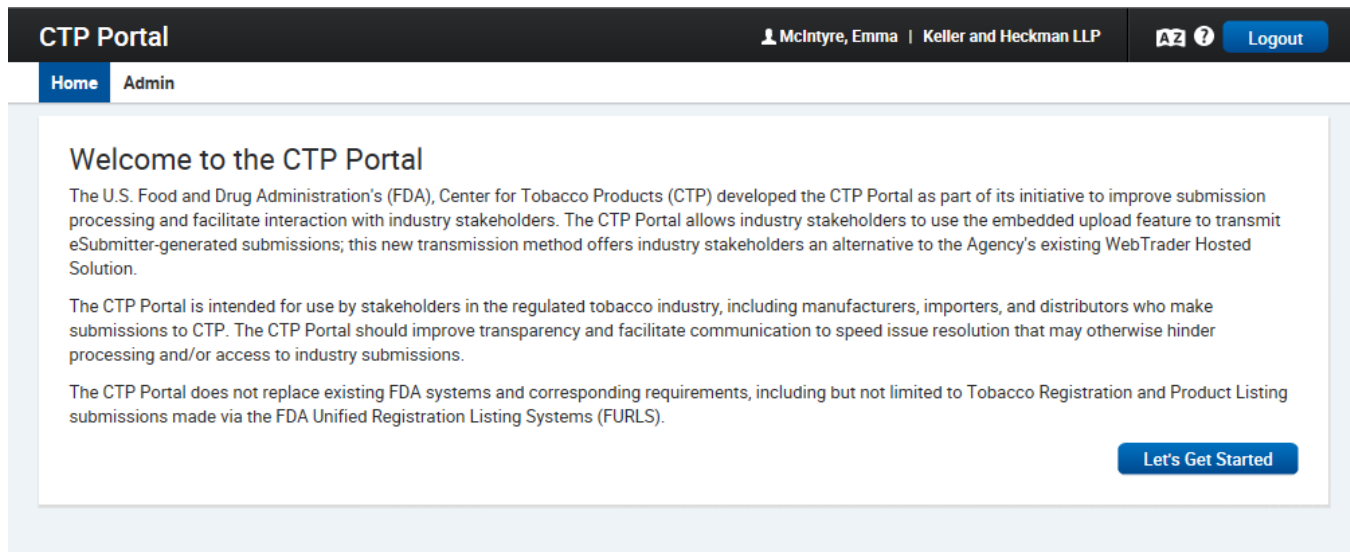 CTP Portal
McIntyre, Emma | Keller and Heckman LLP
AZ ? Logout
Home Admin
Welcome to the CTP Portal
The U.S. Food and Drug Administration's (FDA), Center for Tobacco Products (CTP) developed the CTP Portal as part of its initiative to improve submission
processing and facilitate interaction with industry stakeholders. The CTP Portal allows industry stakeholders to use the embedded upload feature to transmit
eSubmitter-generated submissions; this new transmission method offers industry stakeholders an alternative to the Agency's existing WebTrader Hosted
Solution.
The CTP Portal is intended for use by stakeholders in the regulated tobacco industry, including manufacturers, importers, and distributors who make
submissions to CTP. The CTP Portal should improve transparency and facilitate communication to speed issue resolution that may otherwise hinder
processing and/or access to industry submissions.
The CTP Portal does not replace existing FDA systems and corresponding requirements, including but not limited to Tobacco Registration and Product Listing
submissions made via the FDA Unified Registration Listing Systems (FURLS).
Let's Get Started